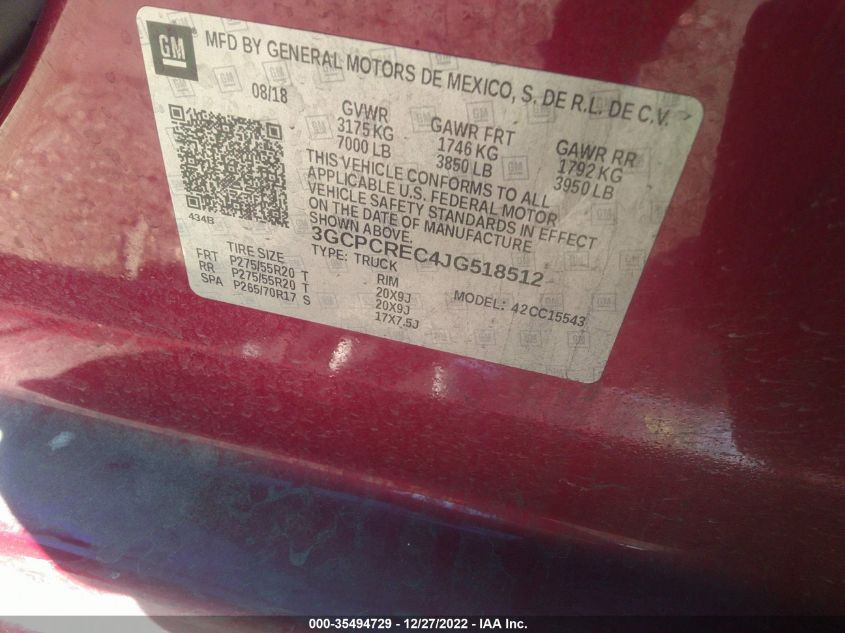 GM MFD BY GENERAL MOTORS DE MEXICO, S. DE R.L. DE C.V.
08/18 GVWR GAWR FRT GAWR RR
3175 KG 1746 KG 1792 KG
7000 LB 3850 LB 3950 LB
THIS VEHICLE CONFORMS TO ALL
APPLICABLE U.S. FEDERAL MOTOR
VEHICLE SAFETY STANDARDS IN EFFECT
ON THE DATE OF MANUFACTURE
SHOWN ABOVE.
434B
3GCPCREC4JG518512
TYPE: TRUCK MODEL: 42CC15543
TIRE SIZE RIM
FRT P275/55R20 T 20X9J
RR P275/55R20 T 20X9J
SPA P265/70R17 S 17X7.5J
000-35494729 - 12/27/2022 - IAA Inc.